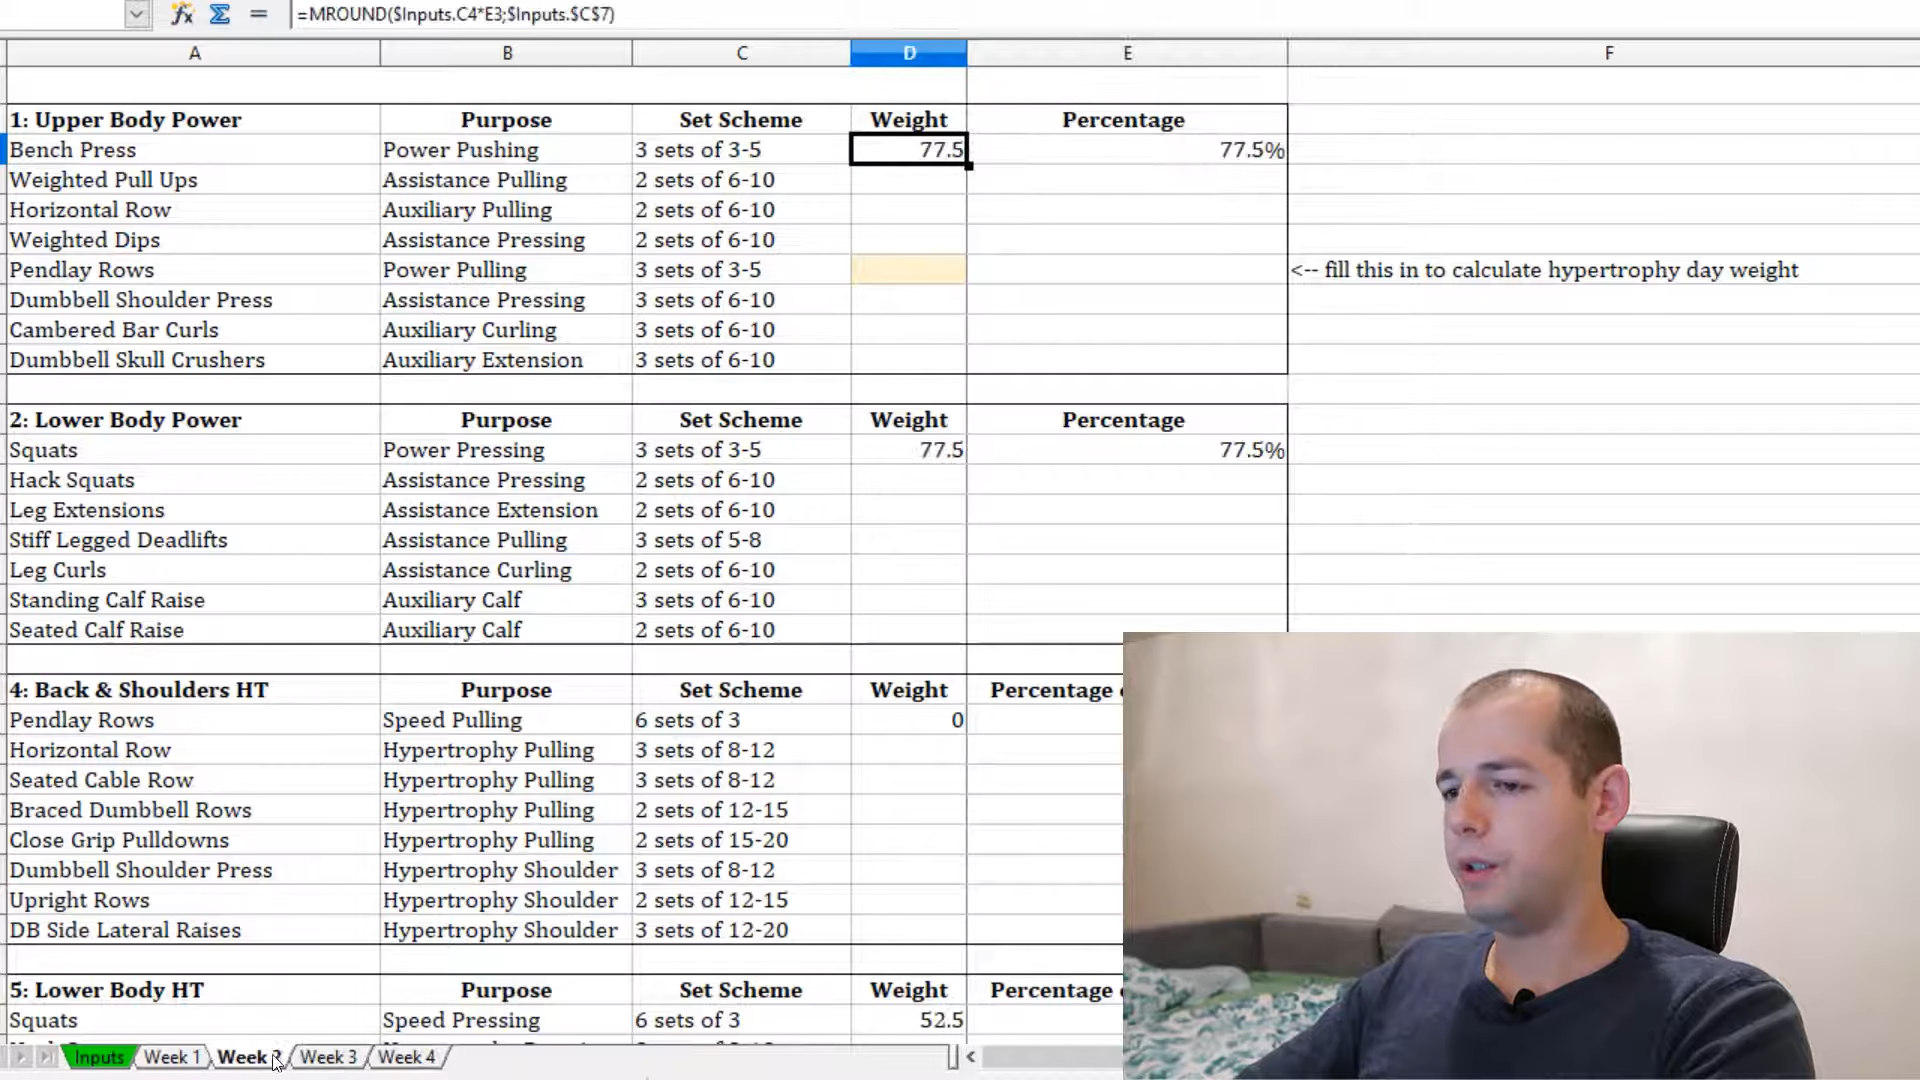 =MROUND($Inputs.C4*E3;$Inputs.$C$7)
A B C D E F
1: Upper Body Power Purpose Set Scheme Weight Percentage
Bench Press Power Pushing 3 sets of 3-5 77.5 77.5%
Weighted Pull Ups Assistance Pulling 2 sets of 6-10
Horizontal Row Auxiliary Pulling 2 sets of 6-10
Weighted Dips Assistance Pressing 2 sets of 6-10
Pendlay Rows Power Pulling 3 sets of 3-5 <-- fill this in to calculate hypertrophy day weight
Dumbbell Shoulder Press Assistance Pressing 3 sets of 6-10
Cambered Bar Curls Auxiliary Curling 3 sets of 6-10
Dumbbell Skull Crushers Auxiliary Extension 3 sets of 6-10
2: Lower Body Power Purpose Set Scheme Weight Percentage
Squats Power Pressing 3 sets of 3-5 77.5 77.5%
Hack Squats Assistance Pressing 2 sets of 6-10
Leg Extensions Assistance Extension 2 sets of 6-10
Stiff Legged Deadlifts Assistance Pulling 3 sets of 5-8
Leg Curls Assistance Curling 2 sets of 6-10
Standing Calf Raise Auxiliary Calf 3 sets of 6-10
Seated Calf Raise Auxiliary Calf 2 sets of 6-10
4: Back & Shoulders HT Purpose Set Scheme Weight Percentage
Pendlay Rows Speed Pulling 6 sets of 3 0
Horizontal Row Hypertrophy Pulling 3 sets of 8-12
Seated Cable Row Hypertrophy Pulling 3 sets of 8-12
Braced Dumbbell Rows Hypertrophy Pulling 2 sets of 12-15
Close Grip Pulldowns Hypertrophy Pulling 2 sets of 15-20
Dumbbell Shoulder Press Hypertrophy Shoulder 3 sets of 8-12
Upright Rows Hypertrophy Shoulder 2 sets of 12-15
DB Side Lateral Raises Hypertrophy Shoulder 3 sets of 12-20
5: Lower Body HT Purpose Set Scheme Weight Percentage
Squats Speed Pressing 6 sets of 3 52.5
Inputs Week 1 Week Week 3 Week 4